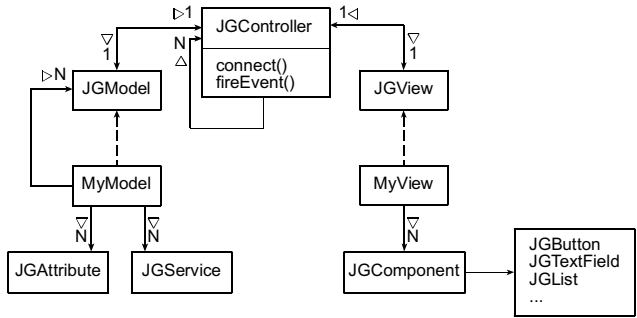 ▷1
JGController
1◁
N
△
connect()
fireEvent()
▽
1
▽
1
▷N
JGModel
JGView
MyModel
MyView
▽
N
▽
N
▽
N
JGAttribute
JGService
JGComponent
JGButton
JGTextField
JGList
...